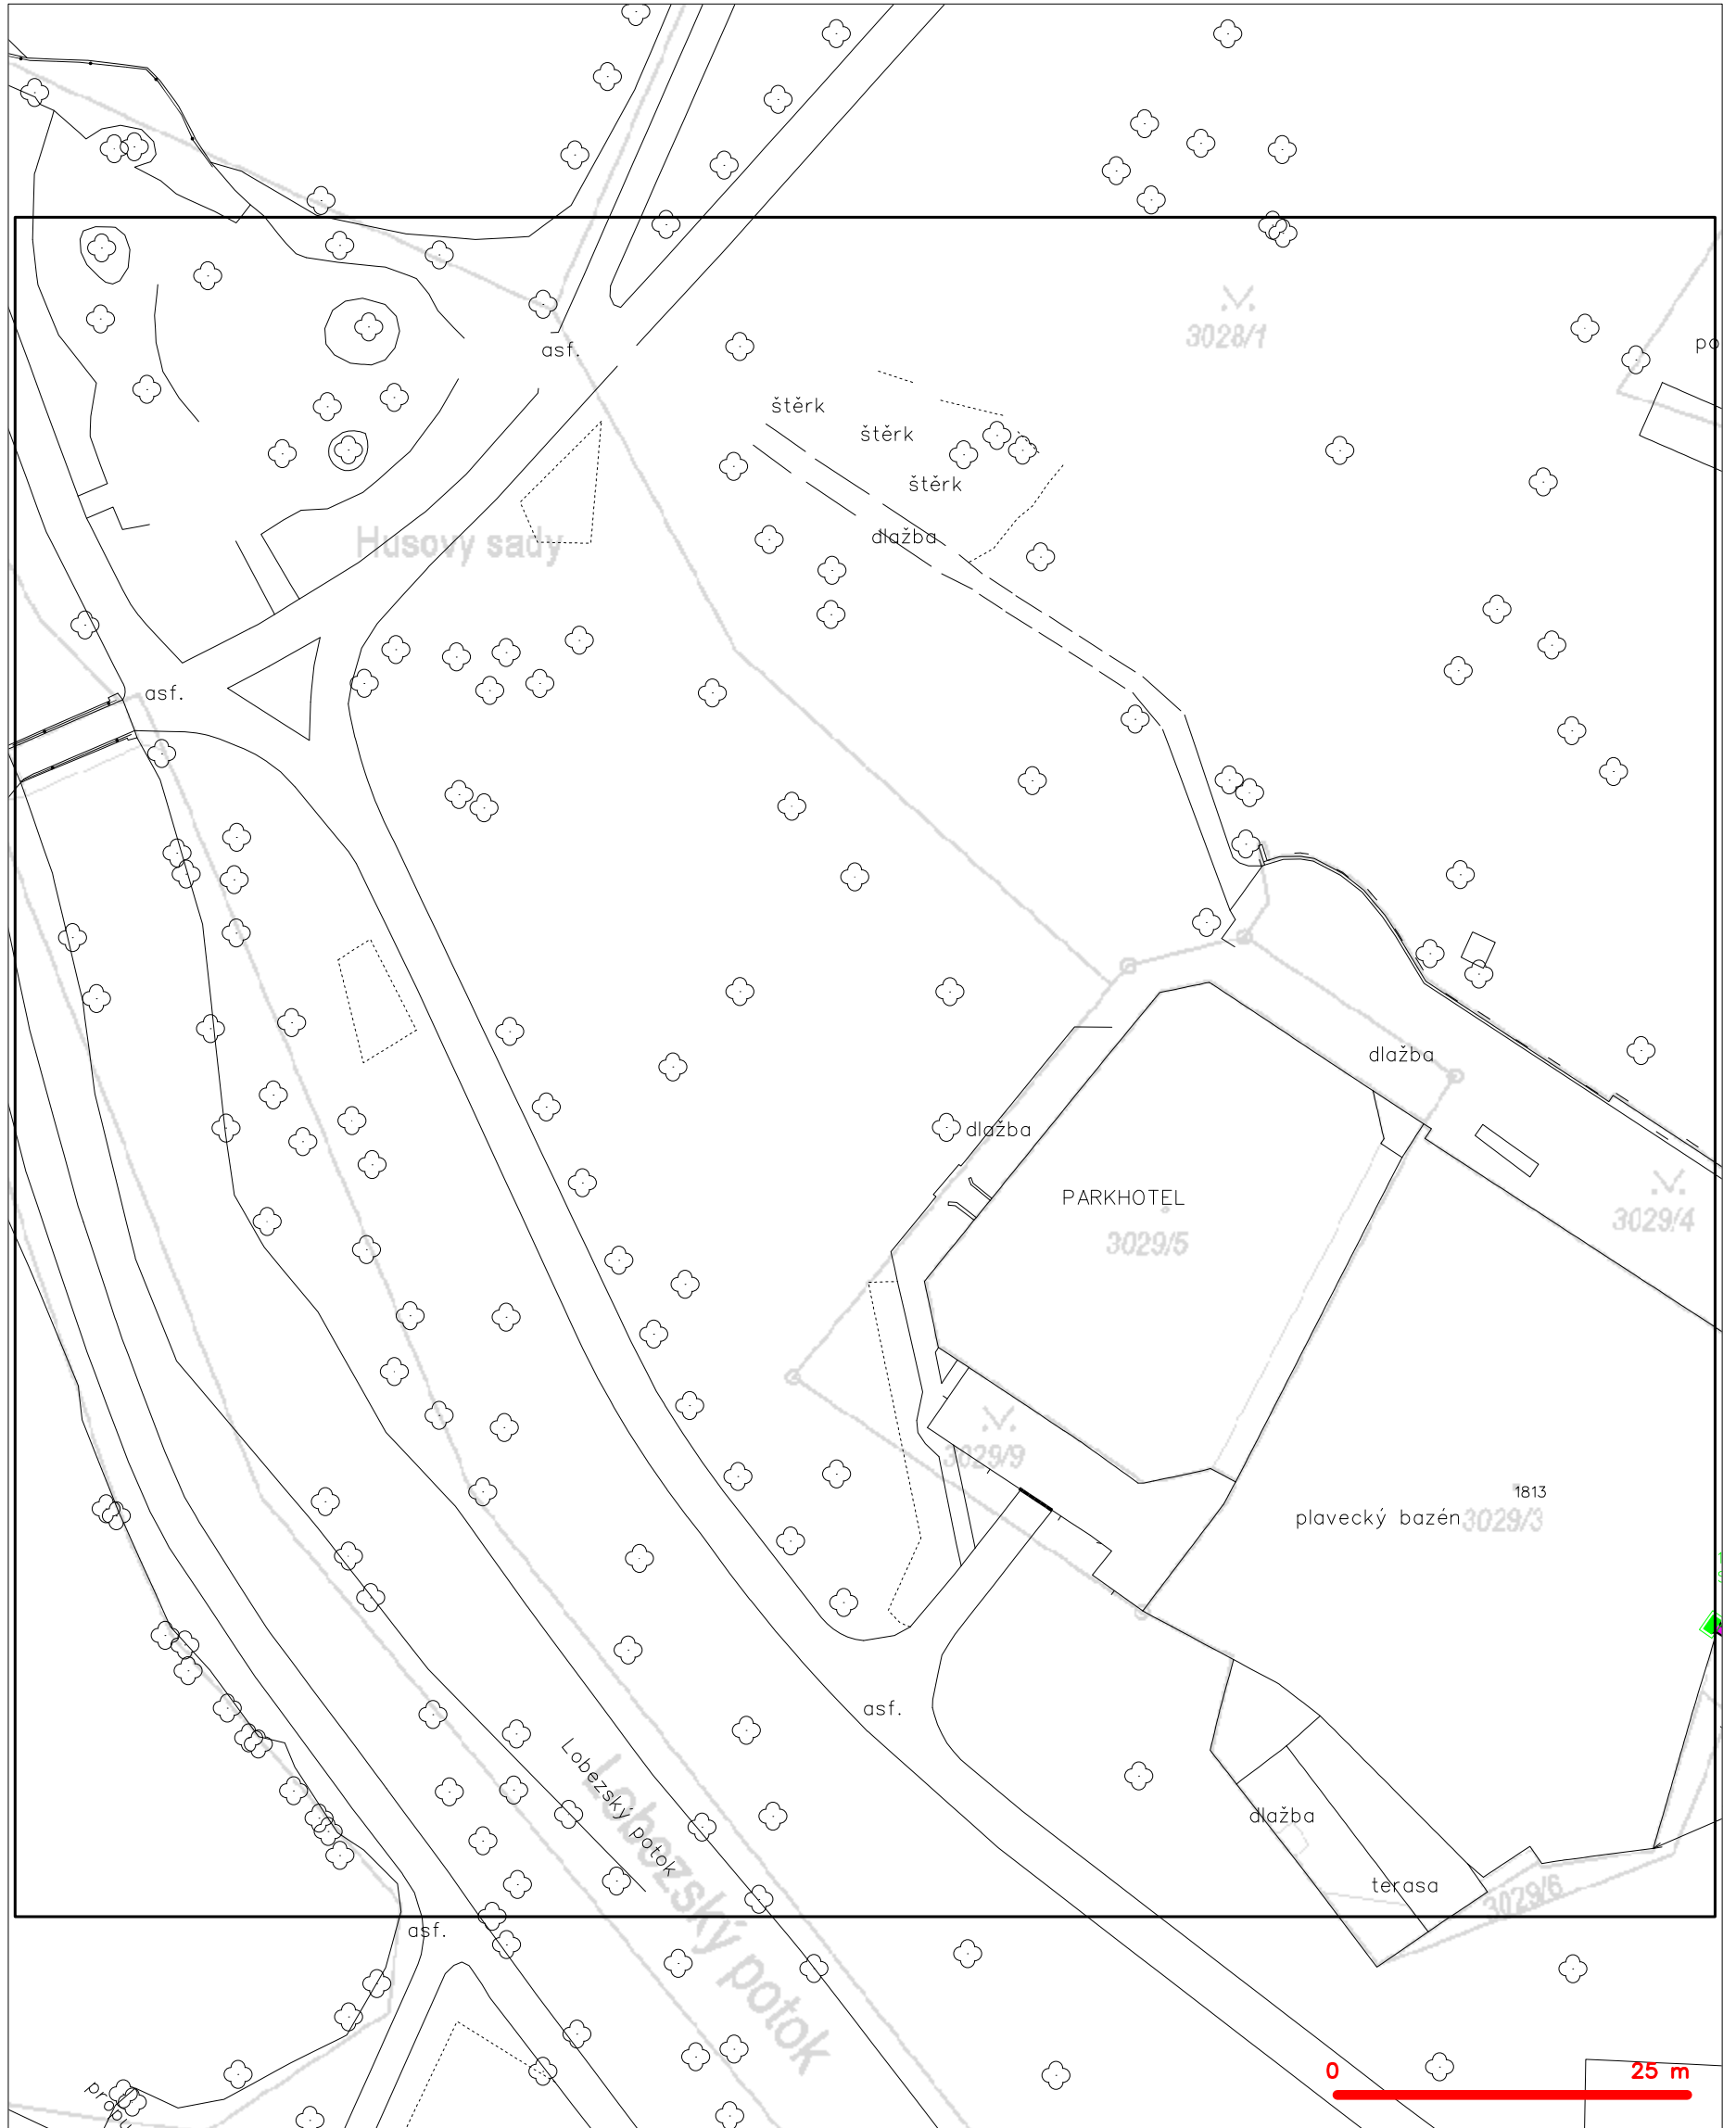 3028/1
asf.
štěrk
štěrk
štěrk
dlažba
Husovy sady
asf.
dlažba
dlažba
PARKHOTEL
3029/5
3029/4
3029/9
1813
plavecký bazén
3029/3
asf.
Lobezský potok
Lobezský potok
dlažba
terasa
3029/6
asf.
0 25 m